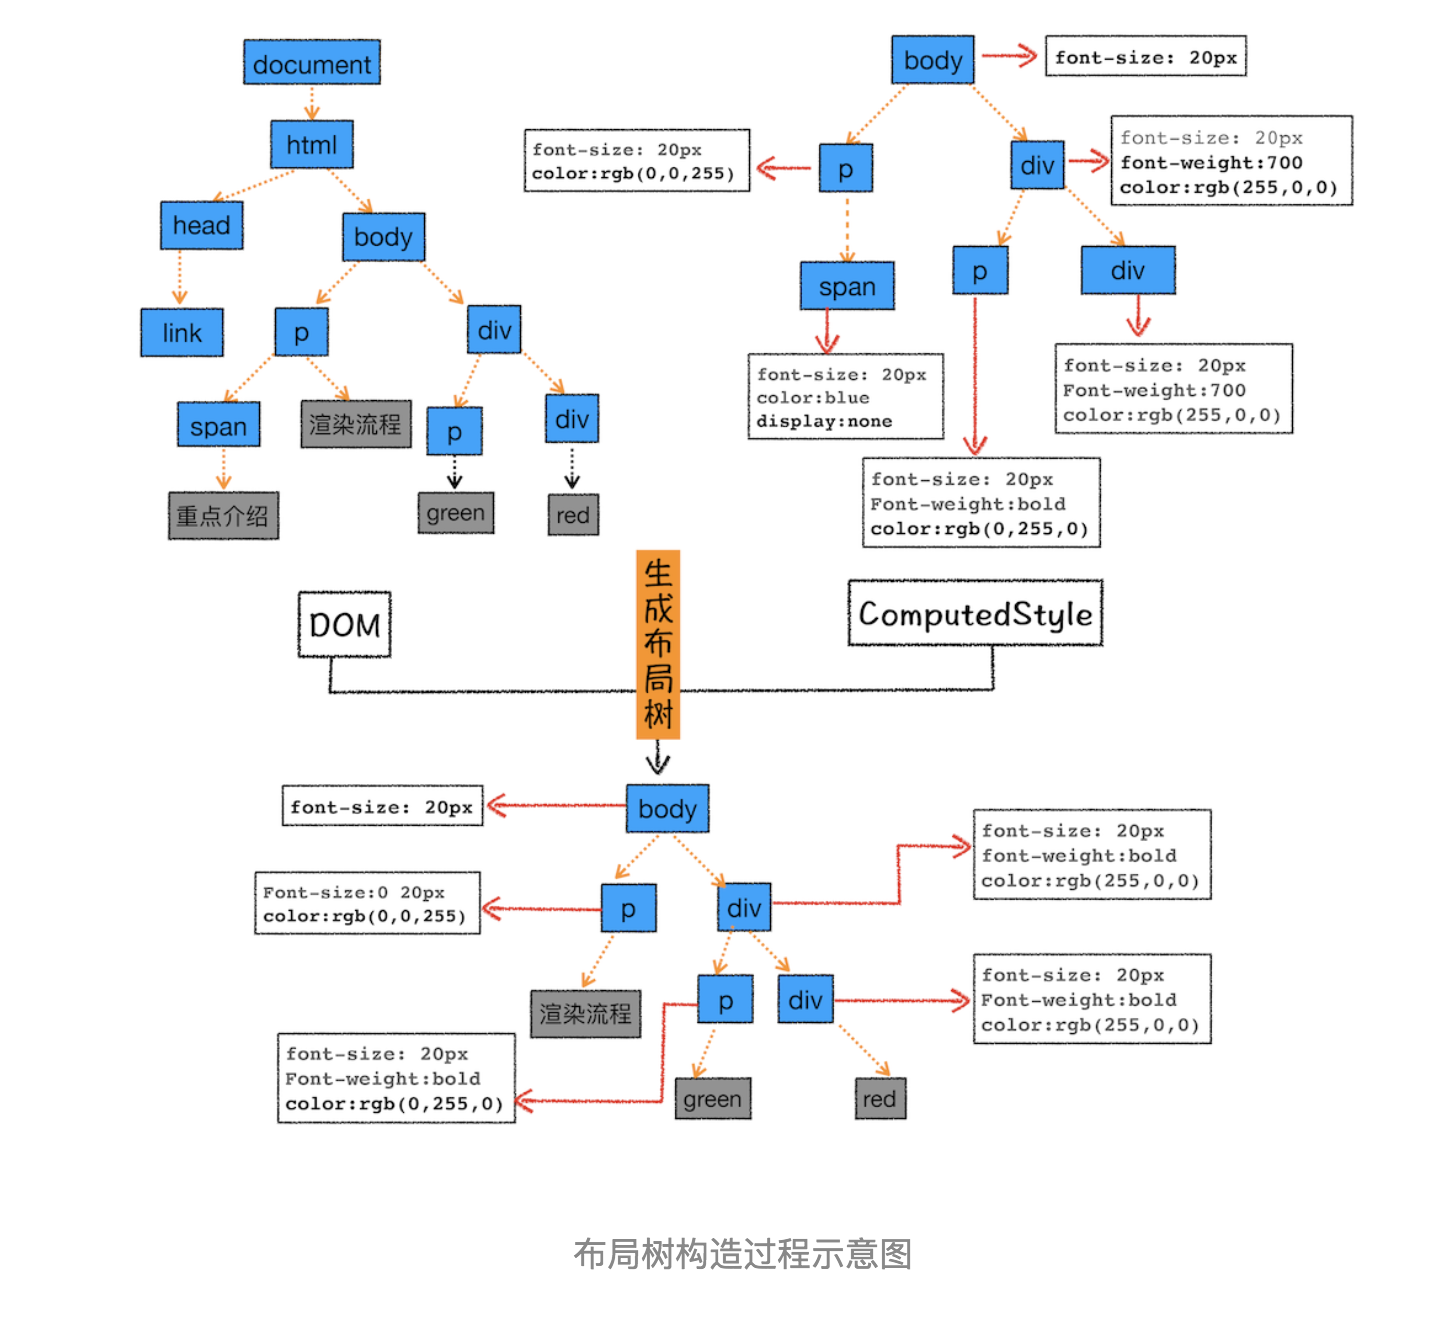 document
html
head
body
link
p
div
span
渲染流程
p
div
重点介绍
green
red
body
font-size: 20px
font-size: 20px
color:rgb(0,0,255)
p
div
font-size: 20px
font-weight:700
color:rgb(255,0,0)
span
p
div
font-size: 20px
color:blue
display:none
font-size: 20px
Font-weight:700
color:rgb(255,0,0)
font-size: 20px
Font-weight:bold
color:rgb(0,255,0)
DOM
生成布局树
ComputedStyle
font-size: 20px
body
Font-size:0 20px
color:rgb(0,0,255)
p
div
font-size: 20px
font-weight:bold
color:rgb(255,0,0)
渲染流程
p
div
font-size: 20px
Font-weight:bold
color:rgb(255,0,0)
font-size: 20px
Font-weight:bold
color:rgb(0,255,0)
green
red
布局树构造过程示意图